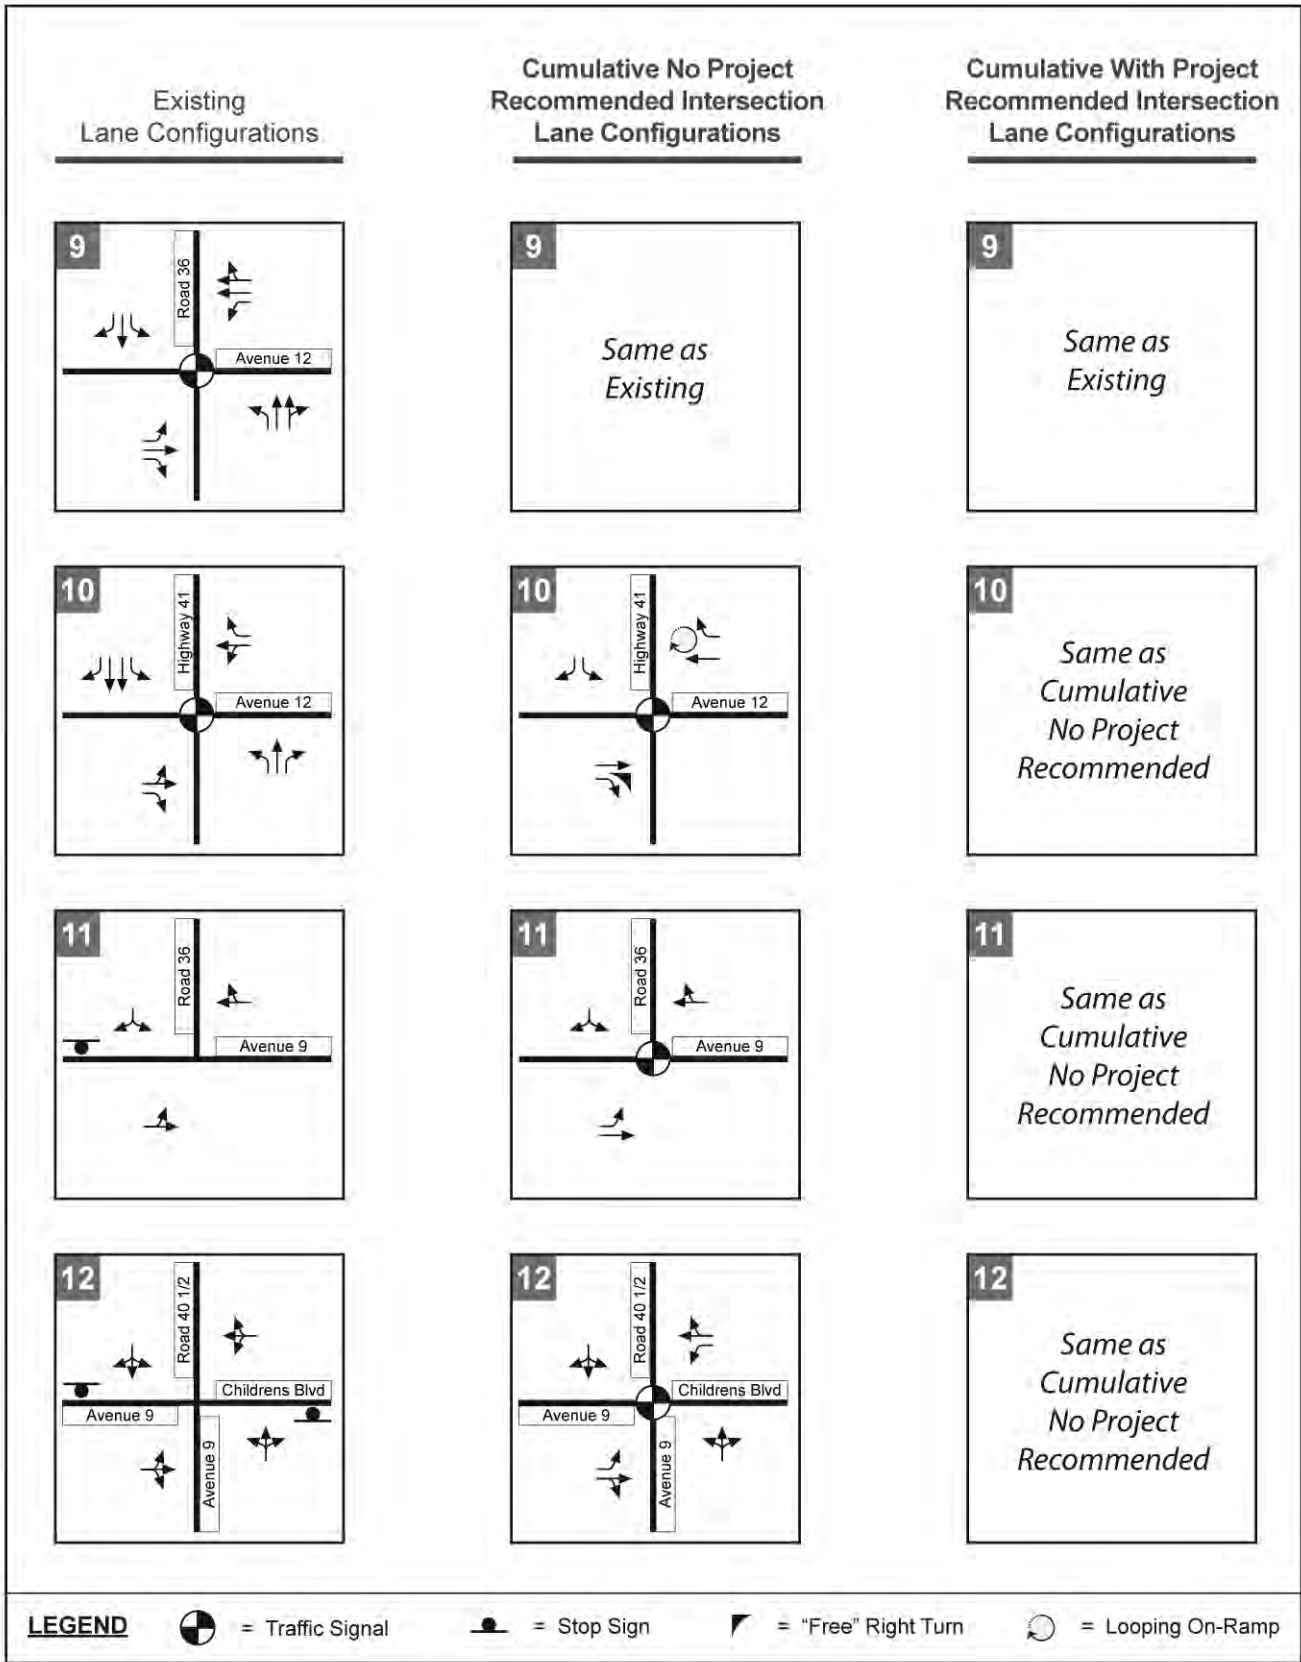 Existing
Lane Configurations
Cumulative No Project
Recommended Intersection
Lane Configurations
Cumulative With Project
Recommended Intersection
Lane Configurations
9
Road 36
Avenue 12
9
Same as
Existing
9
Same as
Existing
10
Highway 41
Avenue 12
10
Highway 41
Avenue 12
10
Same as
Cumulative
No Project
Recommended
11
Road 36
Avenue 9
11
Road 36
Avenue 9
11
Same as
Cumulative
No Project
Recommended
12
Road 40 1/2
Childrens Blvd
Avenue 9
Avenue 9
12
Road 40 1/2
Childrens Blvd
Avenue 9
Avenue 9
12
Same as
Cumulative
No Project
Recommended
LEGEND = Traffic Signal = Stop Sign = "Free" Right Turn = Looping On-Ramp